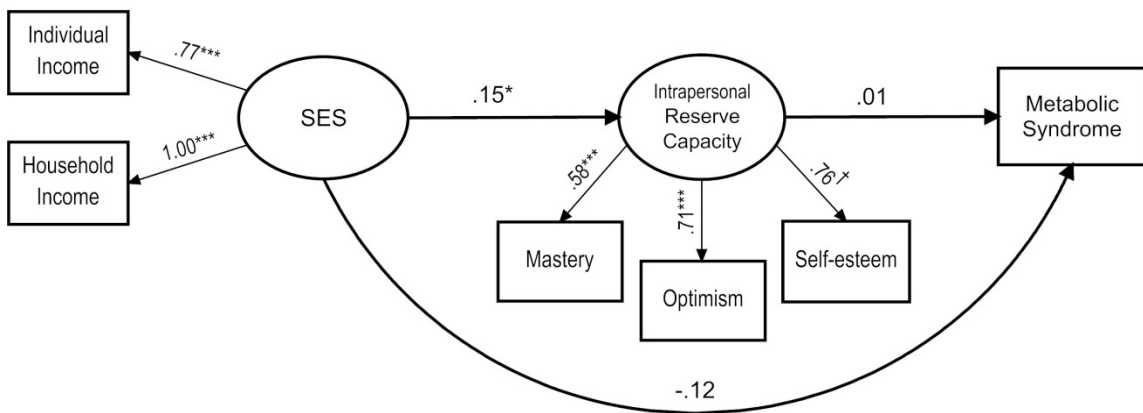 Individual
Income
.77***
Household
Income
1.00***
SES
.15*
Intrapersonal
Reserve
Capacity
.01
Metabolic
Syndrome
.58***
.71***
.76†
Mastery
Optimism
Self-esteem
-.12